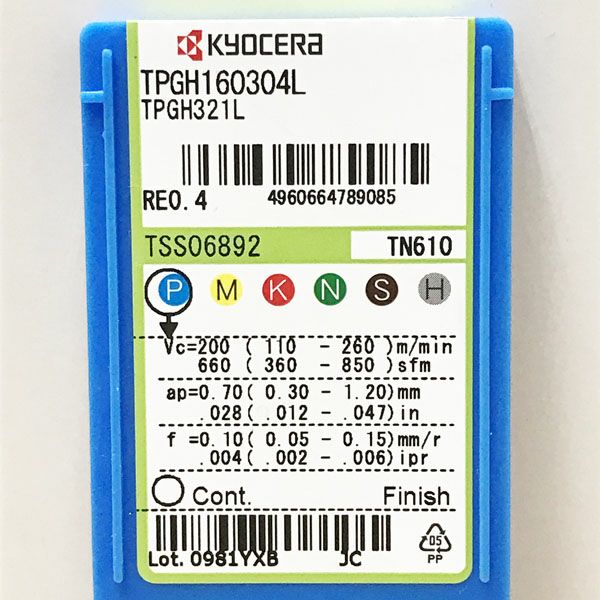 KYOCERA
TPGH160304L
TPGH321L
RE0.4 4960664789085
TSS06892 TN610
P M K N S H
Vc=200 ( 110 - 260 )m/min
660 ( 360 - 850 )sfm
ap=0.70( 0.30 - 1.20)mm
.028( .012 - .047)in
f =0.10( 0.05 - 0.15)mm/r
.004( .002 - .006)ipr
Cont. Finish
Lot. 0981YXB JC
05
PP